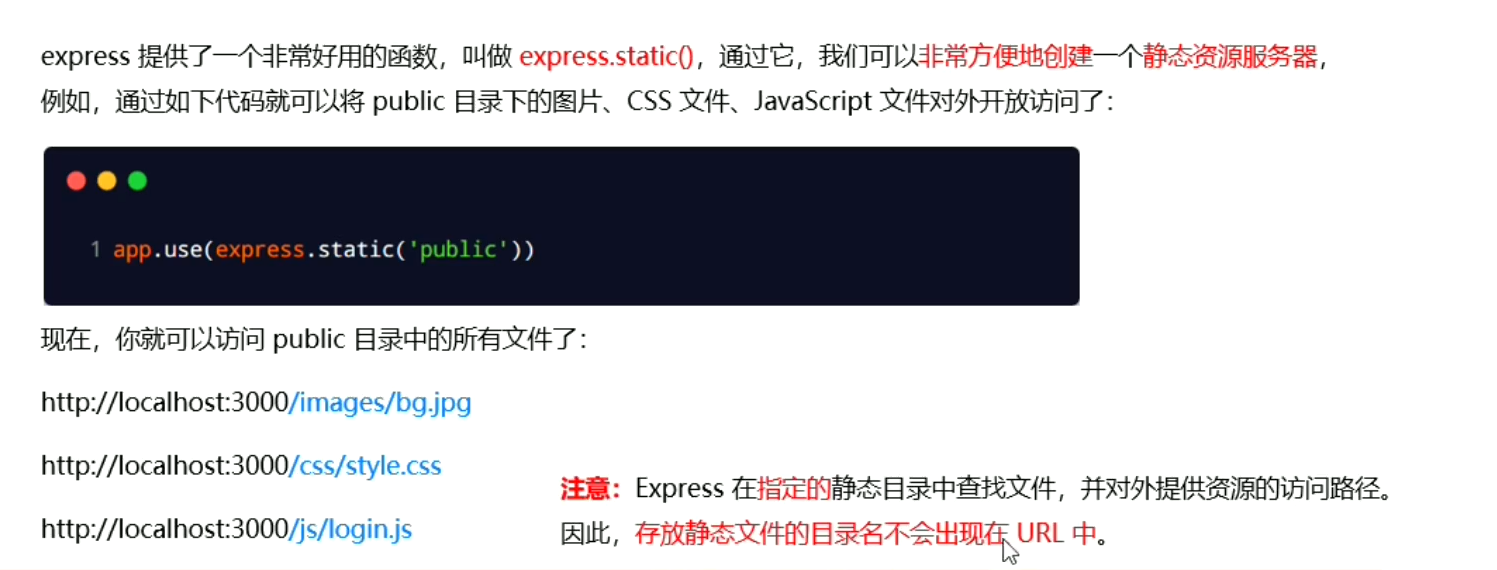 express 提供了一个非常好用的函数，叫做 express.static()，通过它，我们可以非常方便地创建一个静态资源服务器，
例如，通过如下代码就可以将 public 目录下的图片、CSS 文件、JavaScript 文件对外开放访问了：
1 app.use(express.static('public'))
现在，你就可以访问 public 目录中的所有文件了：
http://localhost:3000/images/bg.jpg
http://localhost:3000/css/style.css
http://localhost:3000/js/login.js
注意：Express 在指定的静态目录中查找文件，并对外提供资源的访问路径。
因此，存放静态文件的目录名不会出现在 URL 中。